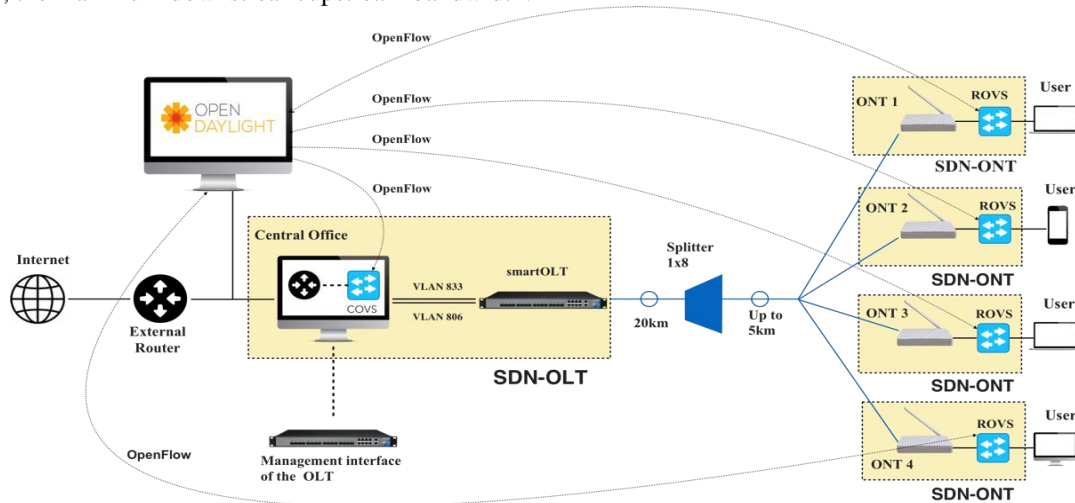 OpenFlow
OPEN
DAYLIGHT
OpenFlow
OpenFlow
OpenFlow
Internet
External
Router
Central Office
COVS
VLAN 833
VLAN 806
smartOLT
SDN-OLT
Management interface
of the OLT
OpenFlow
20km
Splitter
1x8
Up to
5km
ONT 1
ROVS
User
SDN-ONT
ONT 2
ROVS
User
SDN-ONT
ONT 3
ROVS
User
SDN-ONT
ONT 4
ROVS
User
SDN-ONT